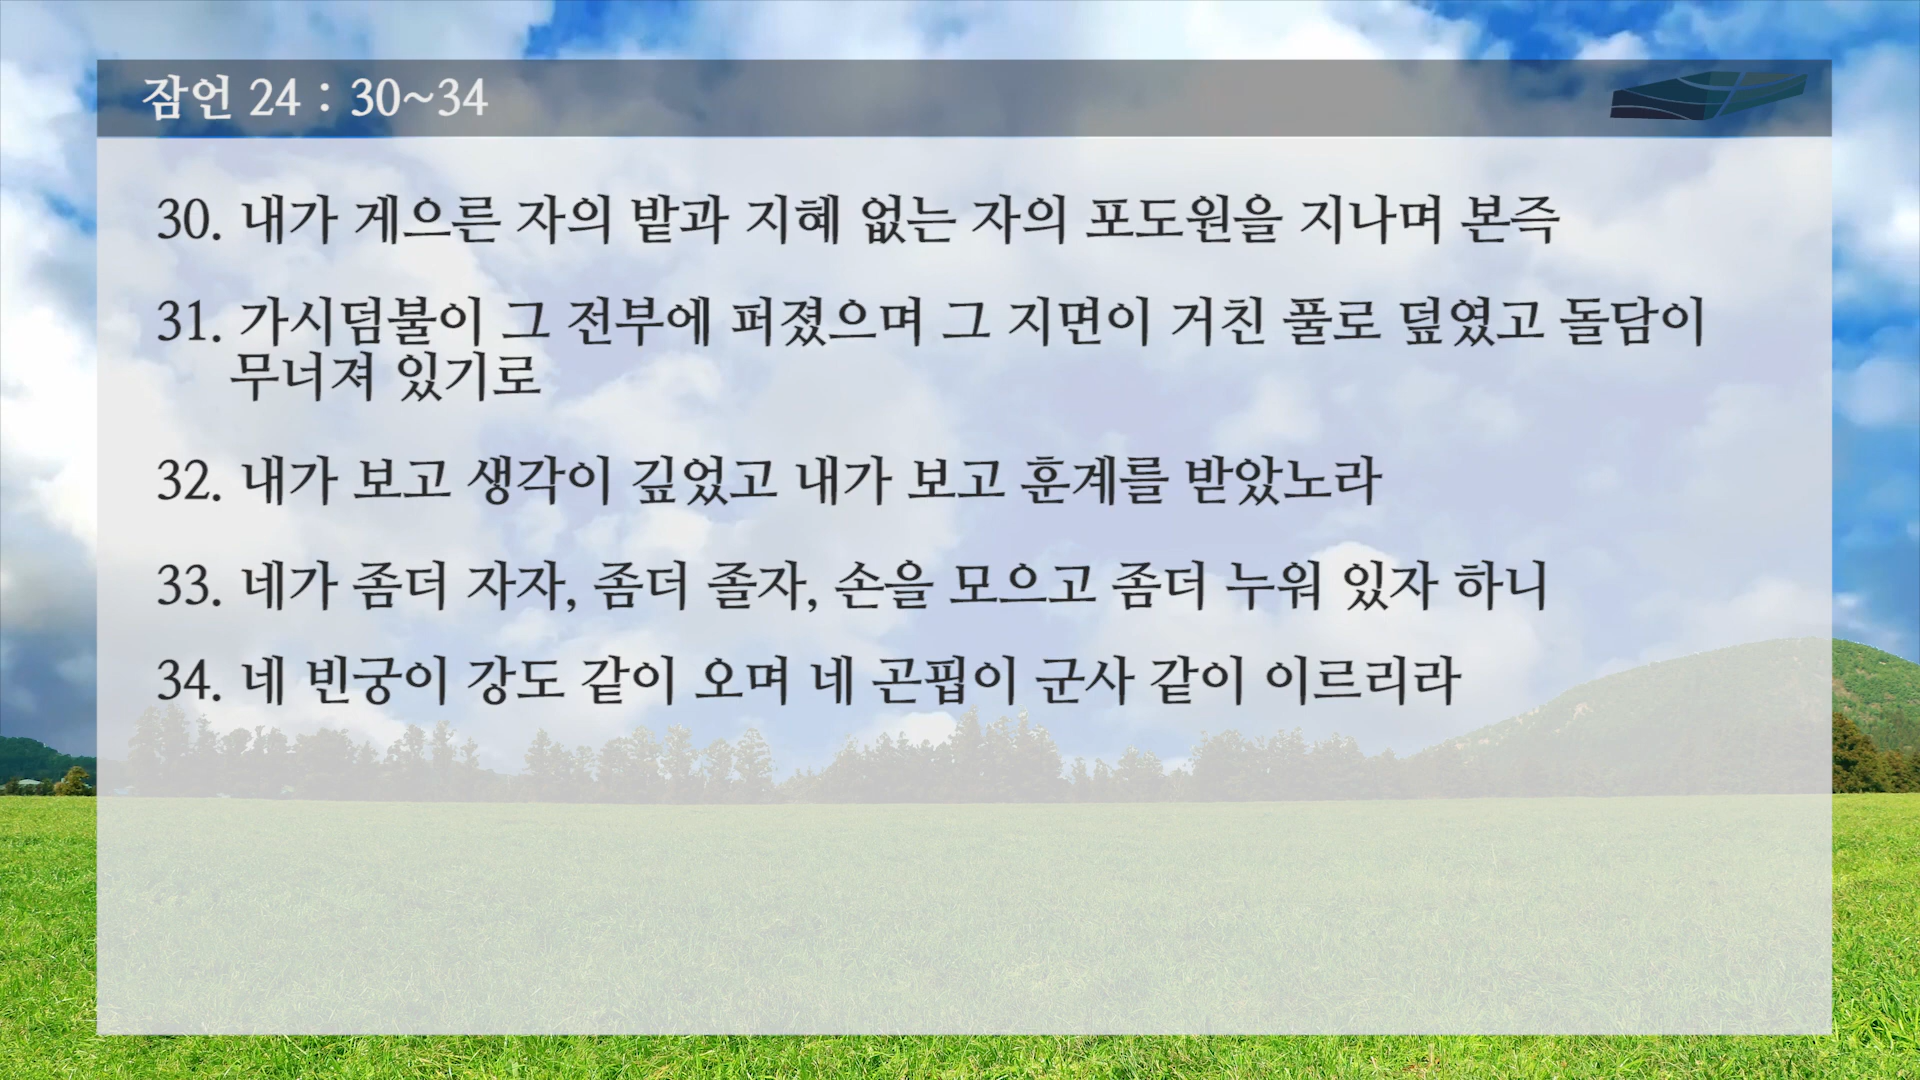 잠언 24 : 30~34
30. 내가 게으른 자의 밭과 지혜 없는 자의 포도원을 지나며 본즉
31. 가시덤불이 그 전부에 퍼졌으며 그 지면이 거친 풀로 덮였고 돌담이
무너져 있기로
32. 내가 보고 생각이 깊었고 내가 보고 훈계를 받았노라
33. 네가 좀더 자자, 좀더 졸자, 손을 모으고 좀더 누워 있자 하니
34. 네 빈궁이 강도 같이 오며 네 곤핍이 군사 같이 이르리라